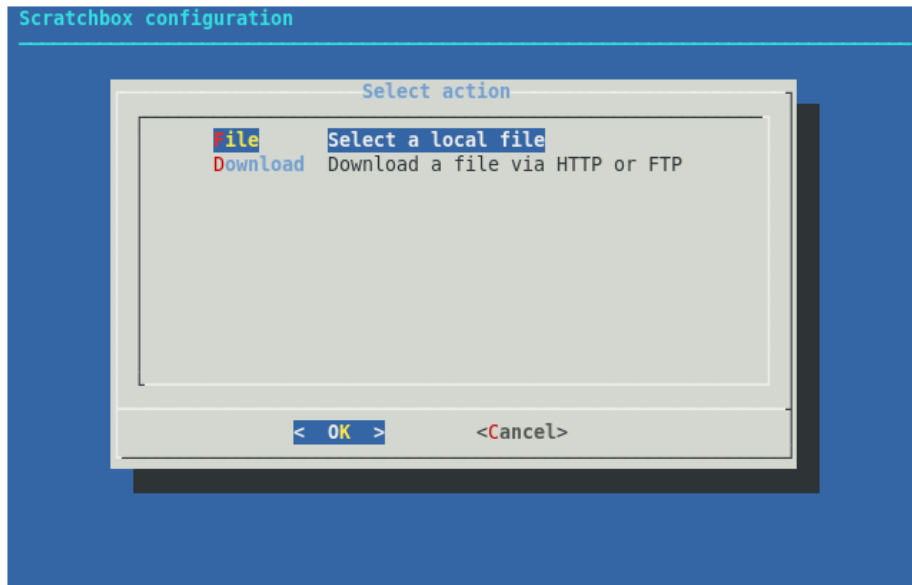 Scratchbox configuration
Select action
File Select a local file
Download Download a file via HTTP or FTP
< OK > <Cancel>